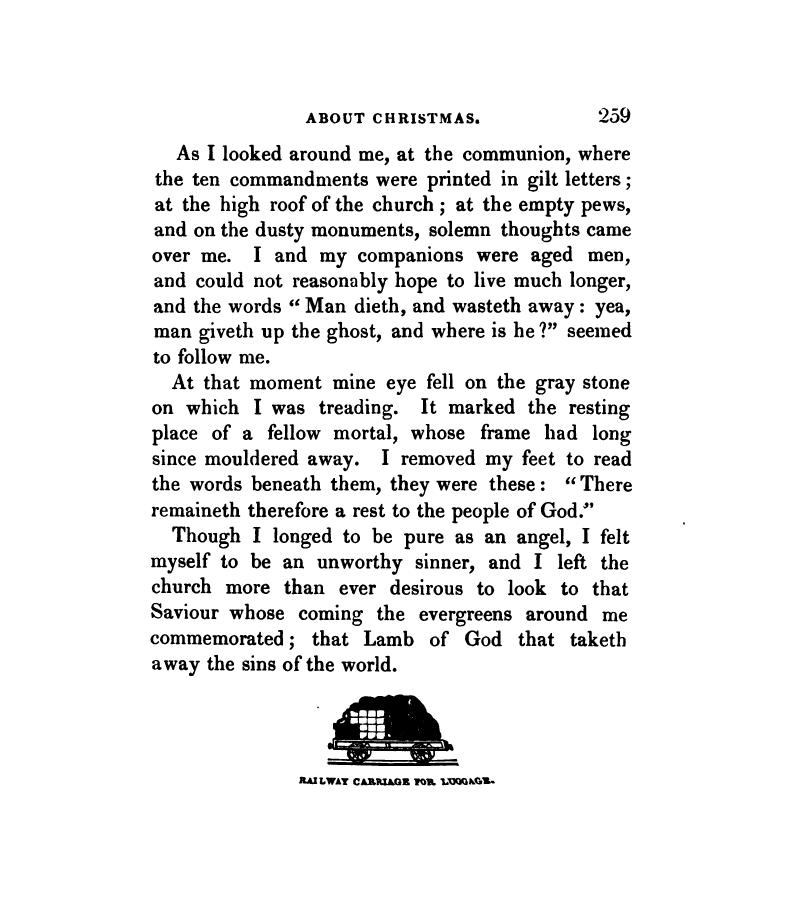 ABOUT CHRISTMAS. 259
As I looked around me, at the communion, where
the ten commandments were printed in gilt letters ;
at the high roof of the church ; at the empty pews,
and on the dusty monuments, solemn thoughts came
over me. I and my companions were aged men,
and could not reasonably hope to live much longer,
and the words “ Man dieth, and wasteth away : yea,
man giveth up the ghost, and where is he ?” seemed
to follow me.
At that moment mine eye fell on the gray stone
on which I was treading. It marked the resting
place of a fellow mortal, whose frame had long
since mouldered away. I removed my feet to read
the words beneath them, they were these : “ There
remaineth therefore a rest to the people of God.”
Though I longed to be pure as an angel, I felt
myself to be an unworthy sinner, and I left the
church more than ever desirous to look to that
Saviour whose coming the evergreens around me
commemorated ; that Lamb of God that taketh
away the sins of the world.
RAILWAY CARRIAGE FOR LUGGAGE.